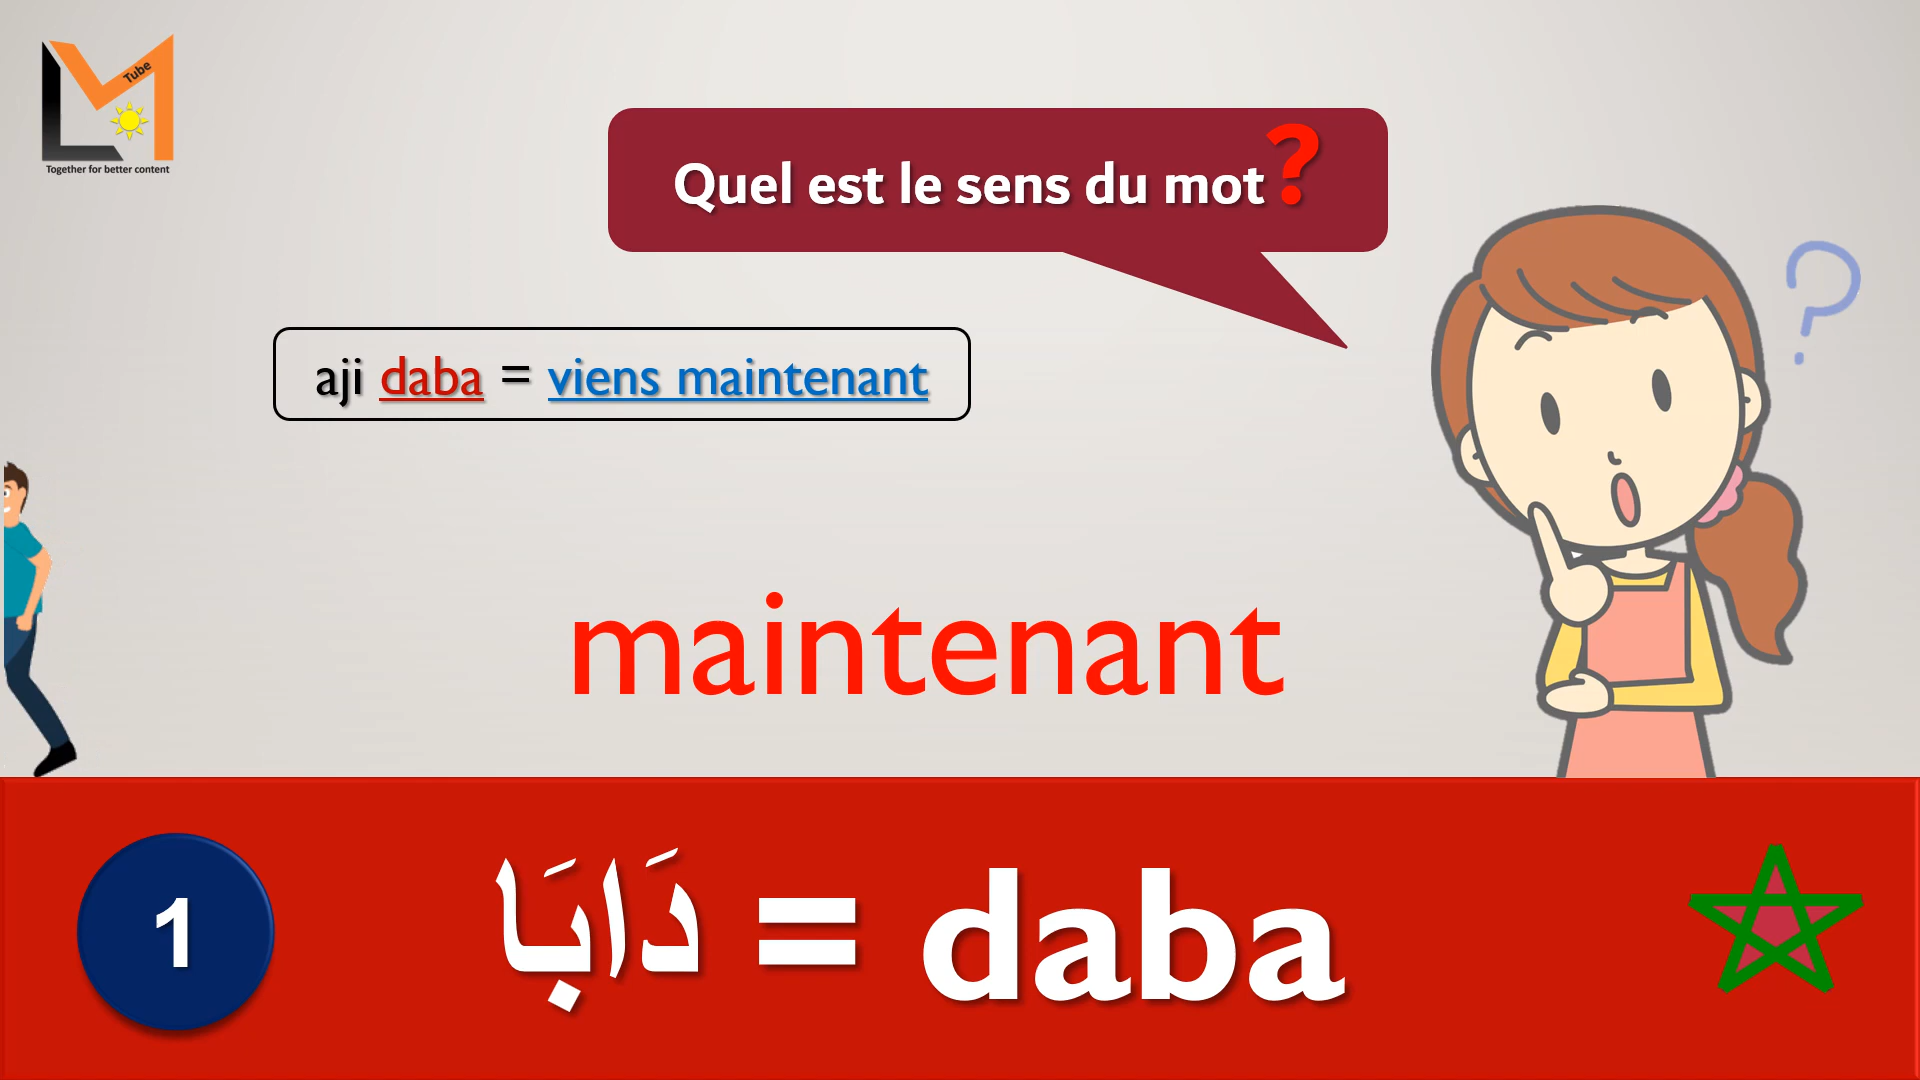 Tube
Together for better content
Quel est le sens du mot?
aji daba = viens maintenant
maintenant
1
دَابَا = daba